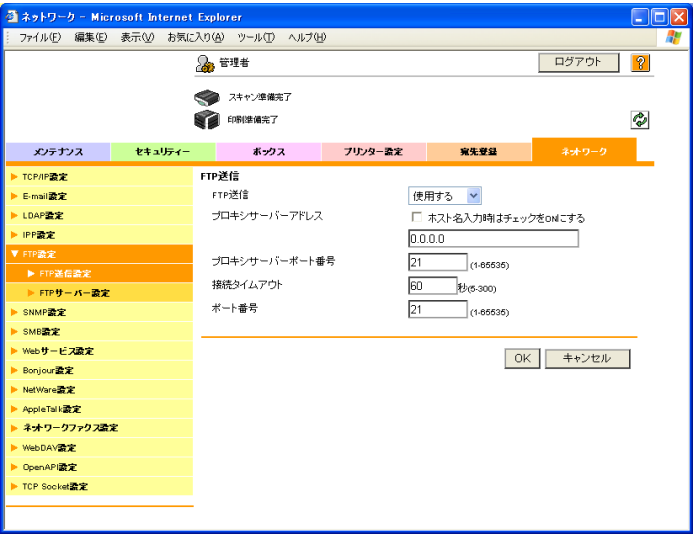 ネットワーク - Microsoft Internet Explorer
ファイル(F) 編集(E) 表示(V) お気に入り(A) ツール(T) ヘルプ(H)
管理者 ログアウト ?
スキャン準備完了
印刷準備完了
メンテナンス セキュリティー ボックス プリンター設定 宛先登録 ネットワーク
TCP/IP設定
E-mail設定
LDAP設定
IPP設定
FTP設定
FTP送信設定
FTPサーバー設定
SNMP設定
SMB設定
Webサービス設定
Bonjour設定
NetWare設定
AppleTalk設定
ネットワークファクス設定
WebDAV設定
OpenAPI設定
TCP Socket設定
FTP送信
FTP送信 使用する
プロキシサーバーアドレス ホスト名入力時はチェックをONにする
0.0.0.0
プロキシサーバーポート番号 21 (1-65535)
接続タイムアウト 60 秒(5-300)
ポート番号 21 (1-65535)
OK キャンセル